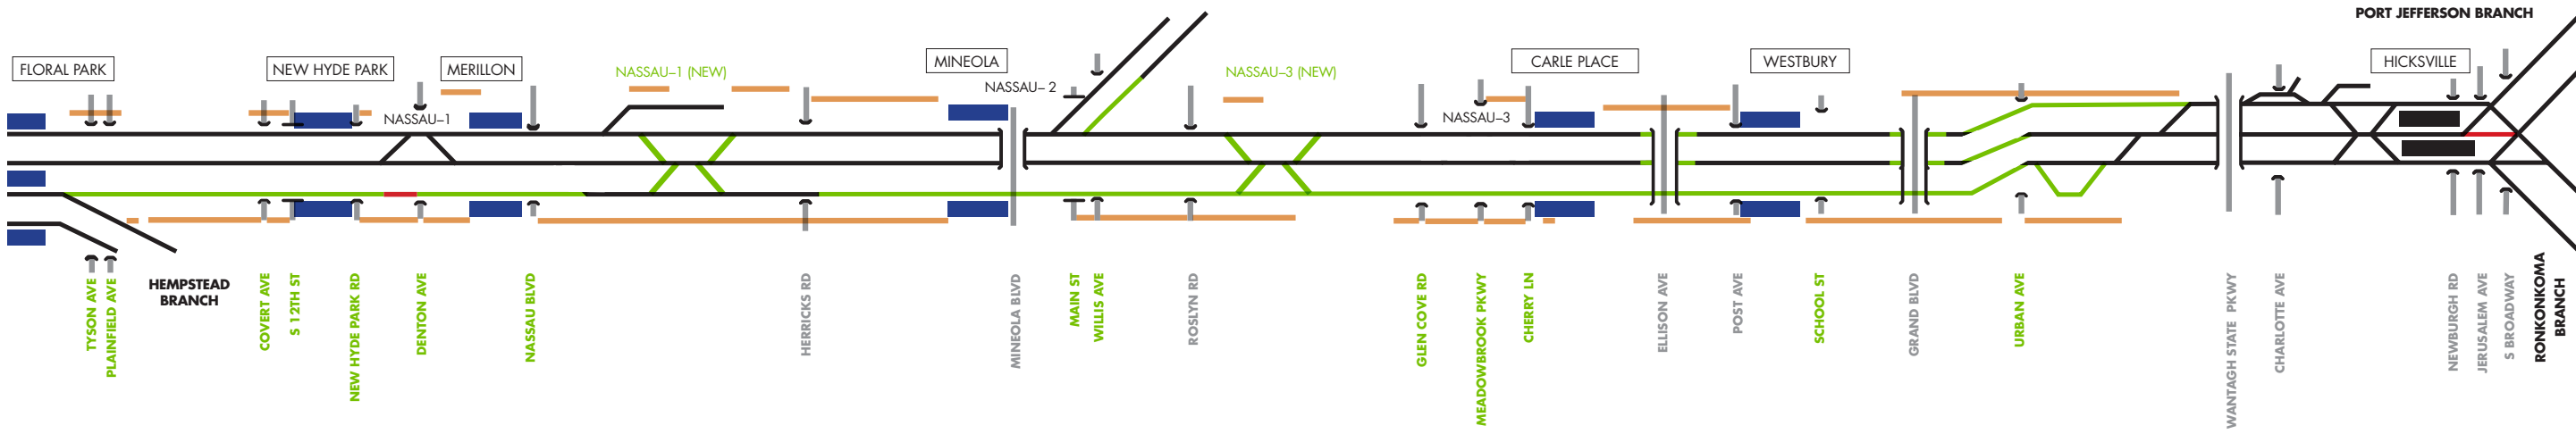 PORT JEFFERSON BRANCH
FLORAL PARK
NEW HYDE PARK
MERILLON
NASSAU–1 (NEW)
MINEOLA
NASSAU–3 (NEW)
CARLE PLACE
WESTBURY
HICKSVILLE
NASSAU–1
NASSAU– 2
NASSAU–3
HEMPSTEAD
BRANCH
TYSON AVE
PLAINFIELD AVE
COVERT AVE
S 12TH ST
NEW HYDE PARK RD
DENTON AVE
NASSAU BLVD
HERRICKS RD
MINEOLA BLVD
MAIN ST
WILLIS AVE
ROSLYN RD
GLEN COVE RD
MEADOWBROOK PKWY
CHERRY LN
ELLISON AVE
POST AVE
SCHOOL ST
GRAND BLVD
URBAN AVE
WANTAGH STATE PKWY
CHARLOTTE AVE
NEWBURGH RD
JERUSALEM AVE
S BROADWAY
RONKONKOMA
BRANCH